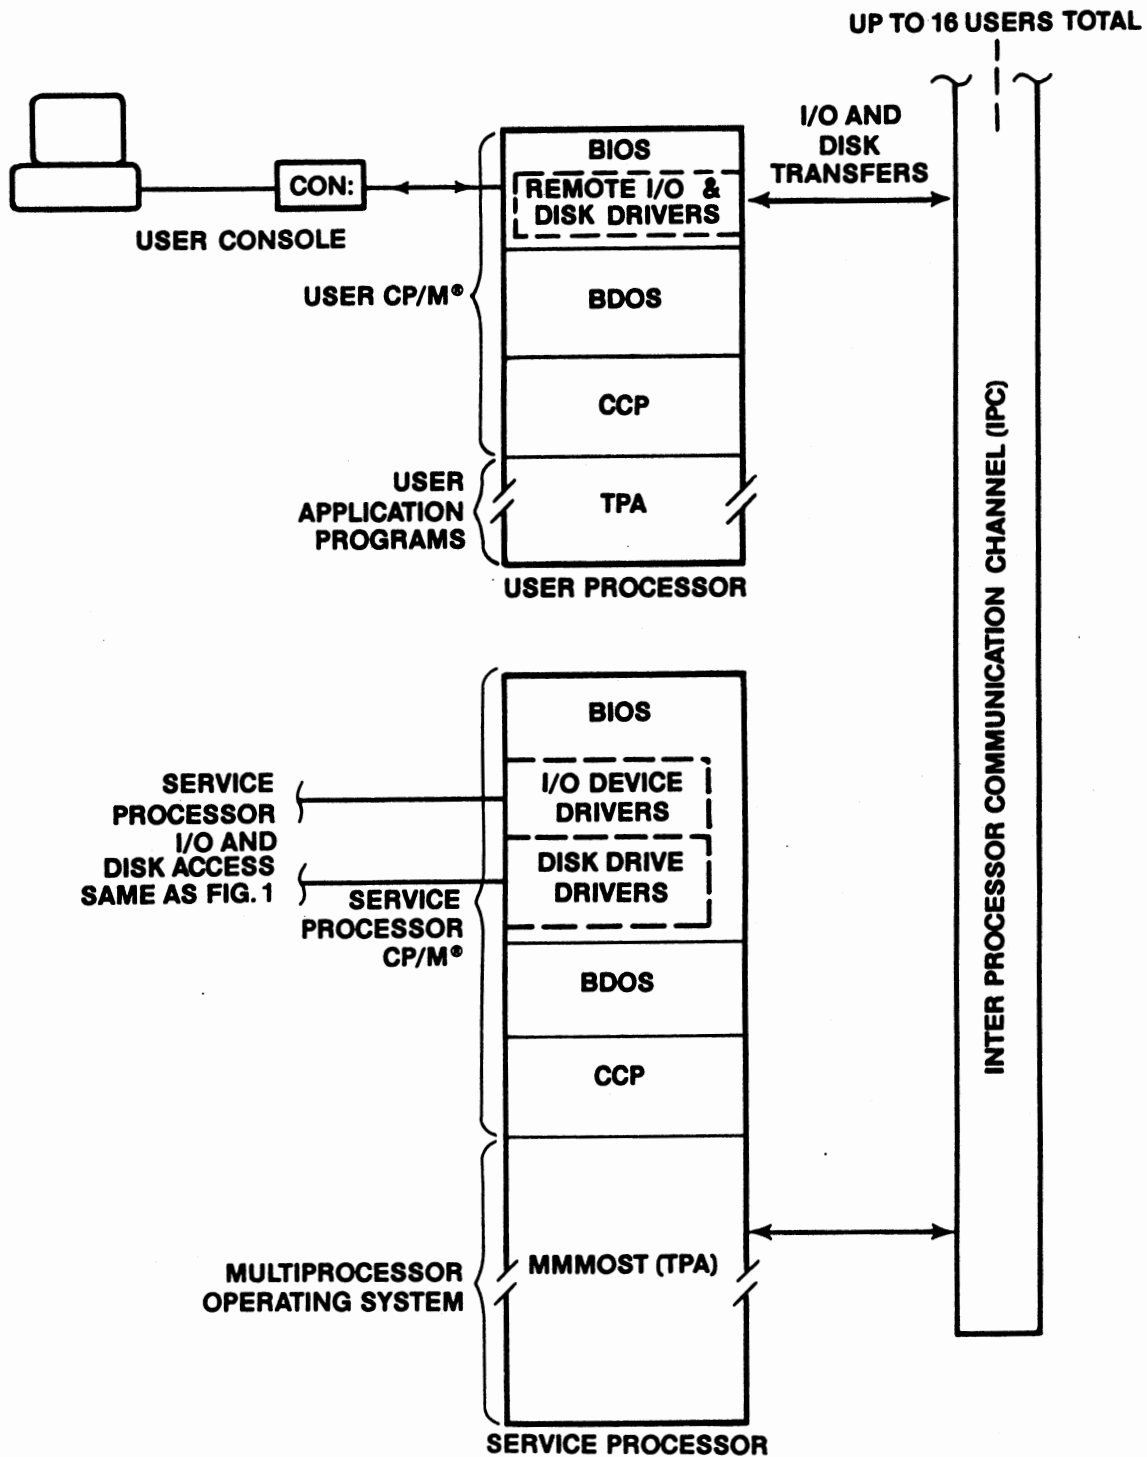 UP TO 16 USERS TOTAL
I/O AND
DISK
TRANSFERS
BIOS
REMOTE I/O &
DISK DRIVERS
CON:
USER CONSOLE
USER CP/M®
BDOS
CCP
USER
APPLICATION
PROGRAMS
TPA
USER PROCESSOR
INTER PROCESSOR COMMUNICATION CHANNEL (IPC)
BIOS
I/O DEVICE
DRIVERS
DISK DRIVE
DRIVERS
SERVICE
PROCESSOR
I/O AND
DISK ACCESS
SAME AS FIG. 1
SERVICE
PROCESSOR
CP/M®
BDOS
CCP
MULTIPROCESSOR
OPERATING SYSTEM
MMMOST (TPA)
SERVICE PROCESSOR